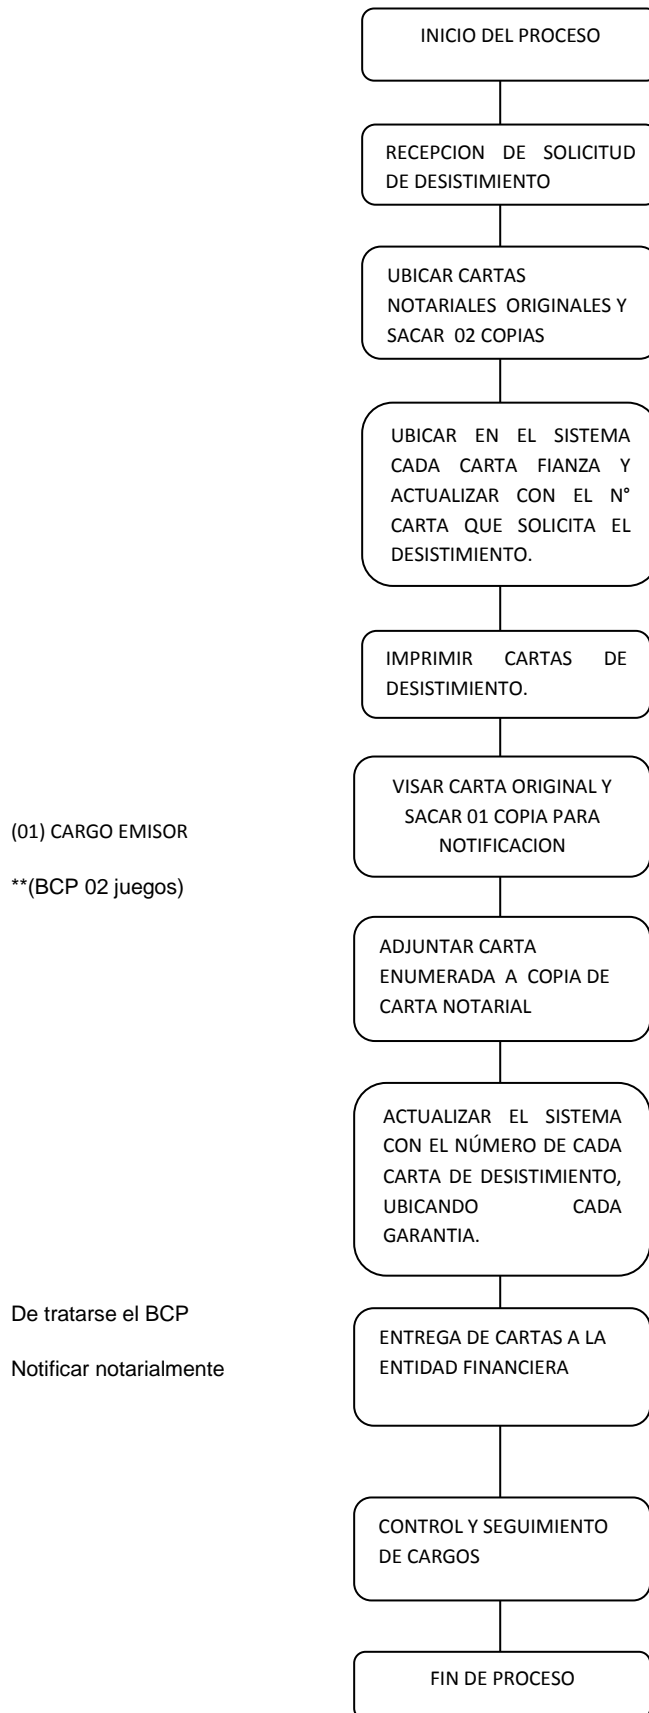 INICIO DEL PROCESO
RECEPCION DE SOLICITUD
DE DESISTIMIENTO
UBICAR CARTAS
NOTARIALES ORIGINALES Y
SACAR 02 COPIAS
UBICAR EN EL SISTEMA
CADA CARTA FIANZA Y
ACTUALIZAR CON EL N°
CARTA QUE SOLICITA EL
DESISTIMIENTO.
IMPRIMIR CARTAS DE
DESISTIMIENTO.
VISAR CARTA ORIGINAL Y
SACAR 01 COPIA PARA
NOTIFICACION
(01) CARGO EMISOR
**(BCP 02 juegos)
ADJUNTAR CARTA
ENUMERADA A COPIA DE
CARTA NOTARIAL
ACTUALIZAR EL SISTEMA
CON EL NÚMERO DE CADA
CARTA DE DESISTIMIENTO,
UBICANDO CADA
GARANTIA.
De tratarse el BCP
Notificar notarialmente
ENTREGA DE CARTAS A LA
ENTIDAD FINANCIERA
CONTROL Y SEGUIMIENTO
DE CARGOS
FIN DE PROCESO